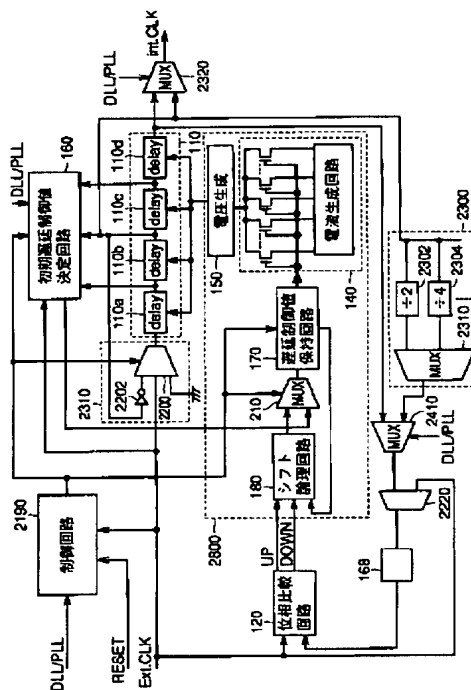 DLL/PLL
RESET
Ext.CLK
2190
制御回路
DLL/PLL
160
初期遅延制御値
決定回路
2310
2202
2200
110a
delay
110b
delay
110c
delay
110d
delay
110
DLL/PLL
MUX
2320
int.CLK
150
電圧生成
140
電流生成回路
170
遅延制御値
保持回路
210
MUX
180
シフト
論理回路
2800
UP
DOWN
120
位相比較
回路
168
2220
MUX
2410
DLL/PLL
2300
÷2
2302
÷4
2304
MUX
2310